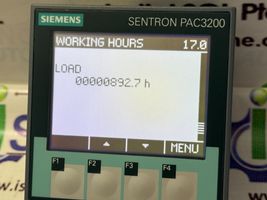 SIEMENS
SENTRON PAC3200
WORKING HOURS 17.0
LOAD
00000892.7 h
▲ ▼ MENU
F1 F2 F3 F4